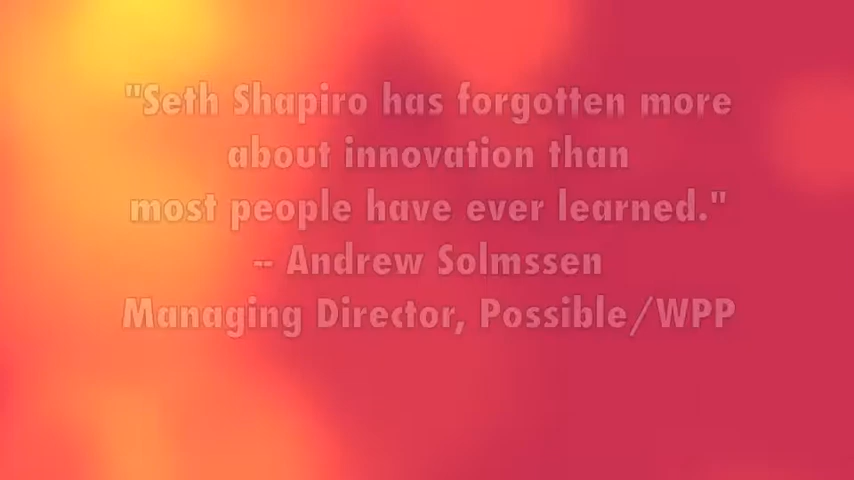 "Seth Shapiro has forgotten more
about innovation than
most people have ever learned."
-- Andrew Solmssen
Managing Director, Possible/WPP